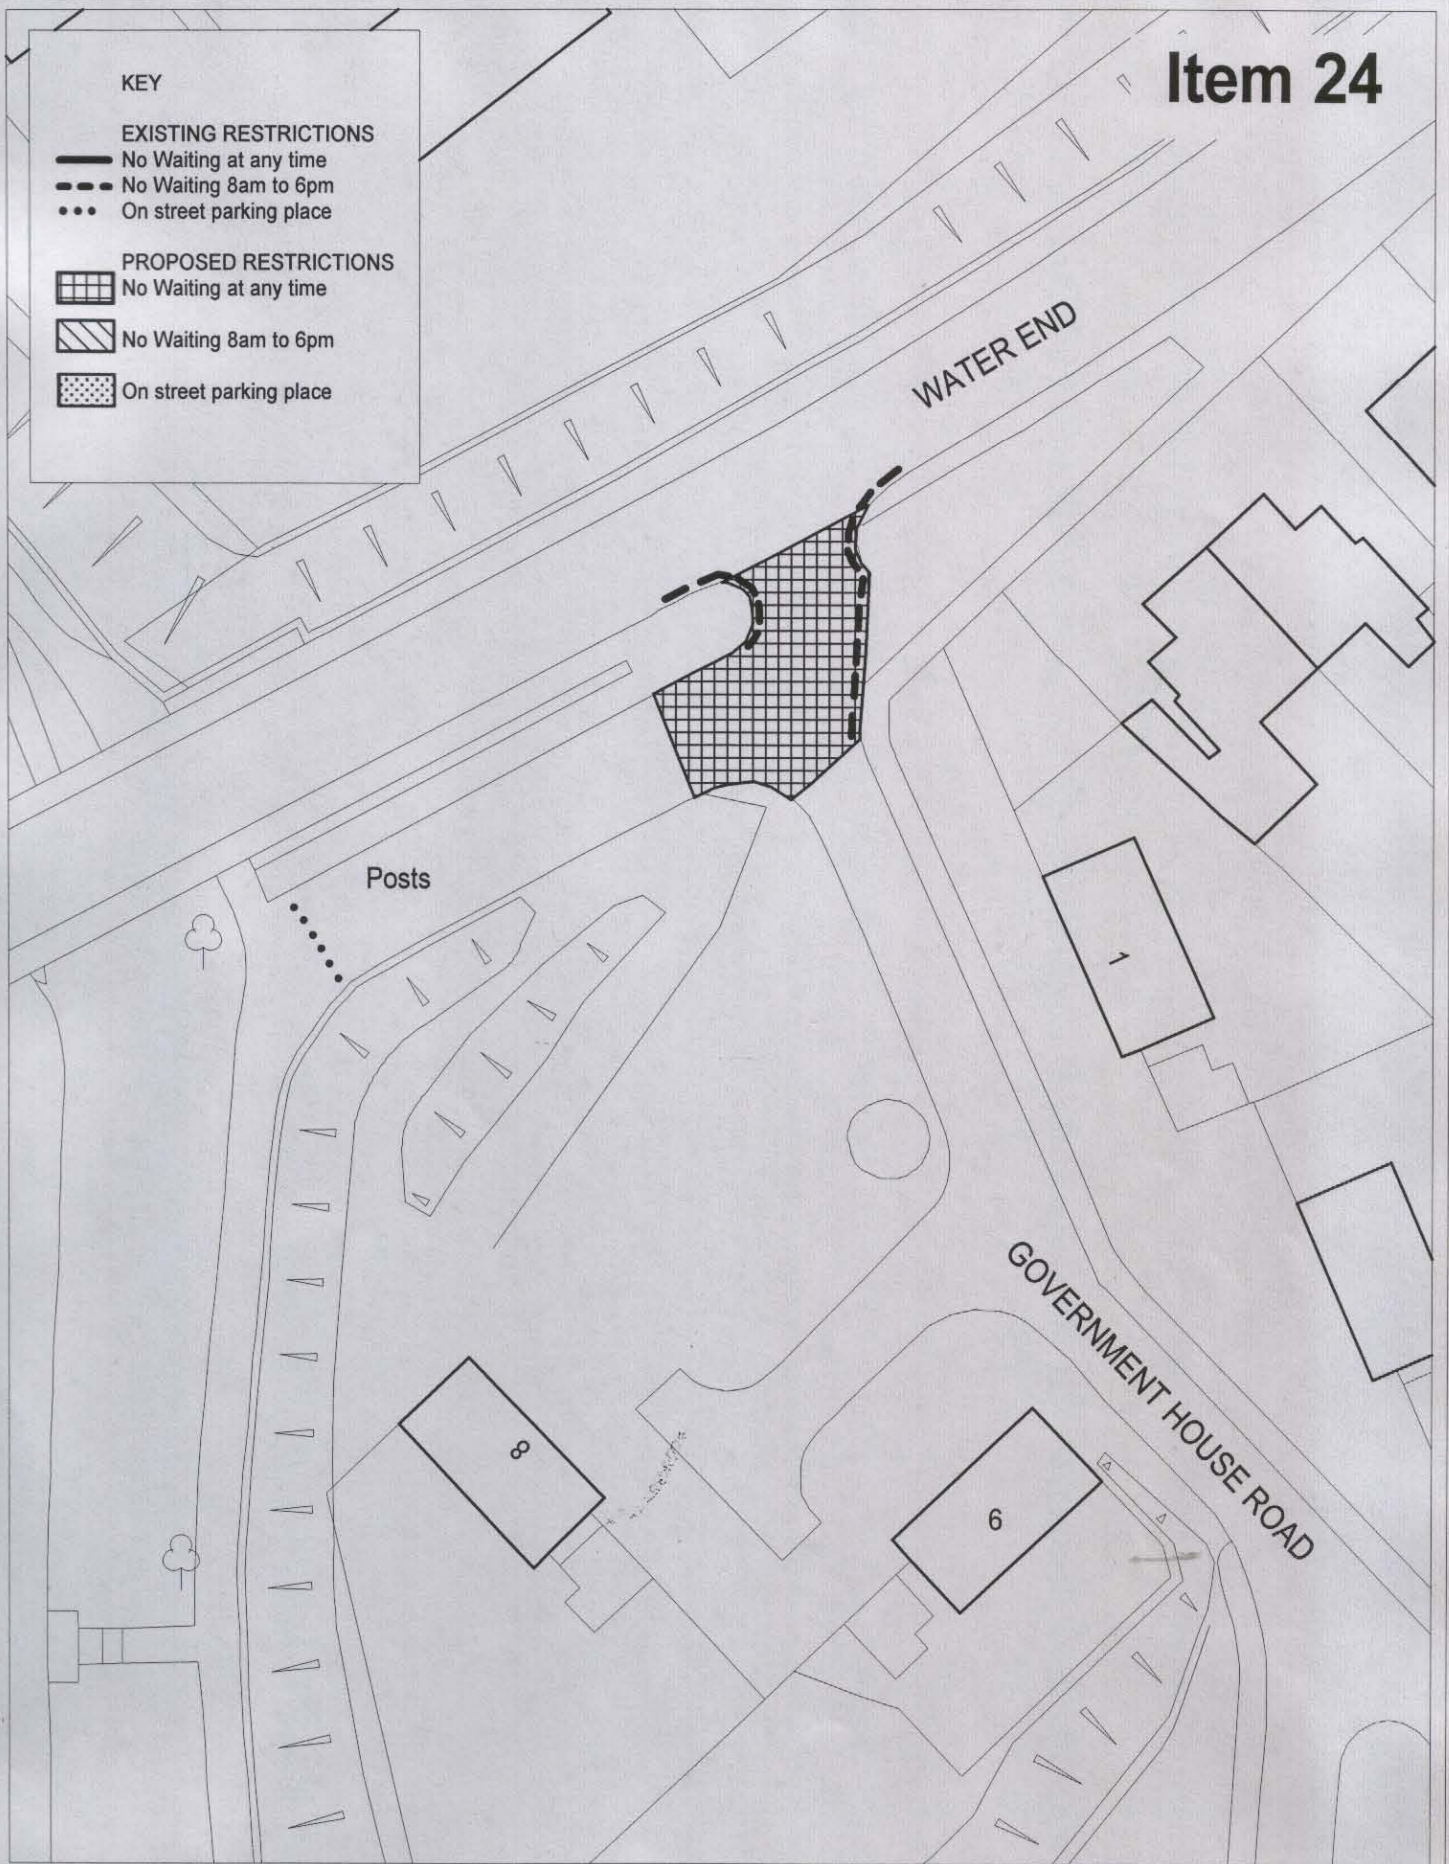 Item 24
KEY
EXISTING RESTRICTIONS
No Waiting at any time
No Waiting 8am to 6pm
On street parking place
PROPOSED RESTRICTIONS
No Waiting at any time
No Waiting 8am to 6pm
On street parking place
WATER END
Posts
1
GOVERNMENT HOUSE ROAD
8
6